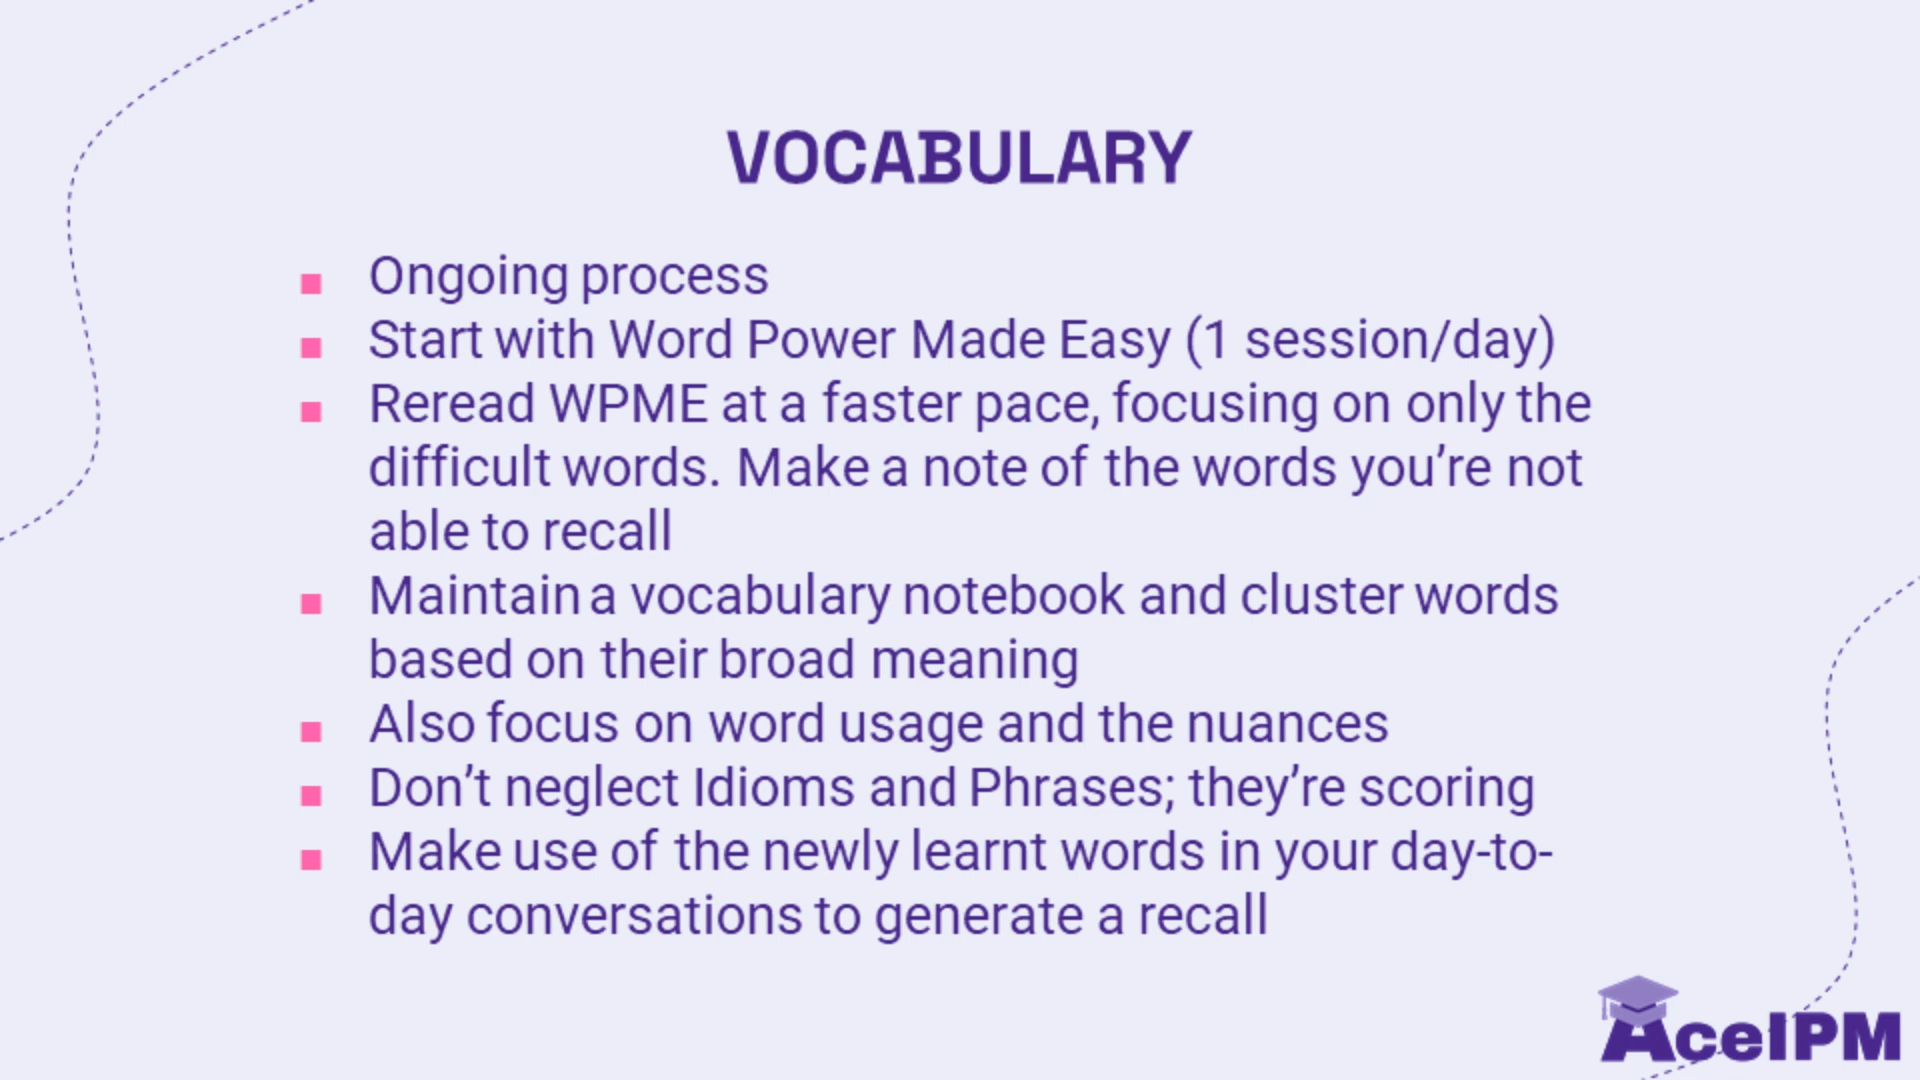 VOCABULARY
Ongoing process
Start with Word Power Made Easy (1 session/day)
Reread WPME at a faster pace, focusing on only the
difficult words. Make a note of the words you’re not
able to recall
Maintain a vocabulary notebook and cluster words
based on their broad meaning
Also focus on word usage and the nuances
Don’t neglect Idioms and Phrases; they’re scoring
Make use of the newly learnt words in your day-to-
day conversations to generate a recall
AceIPM